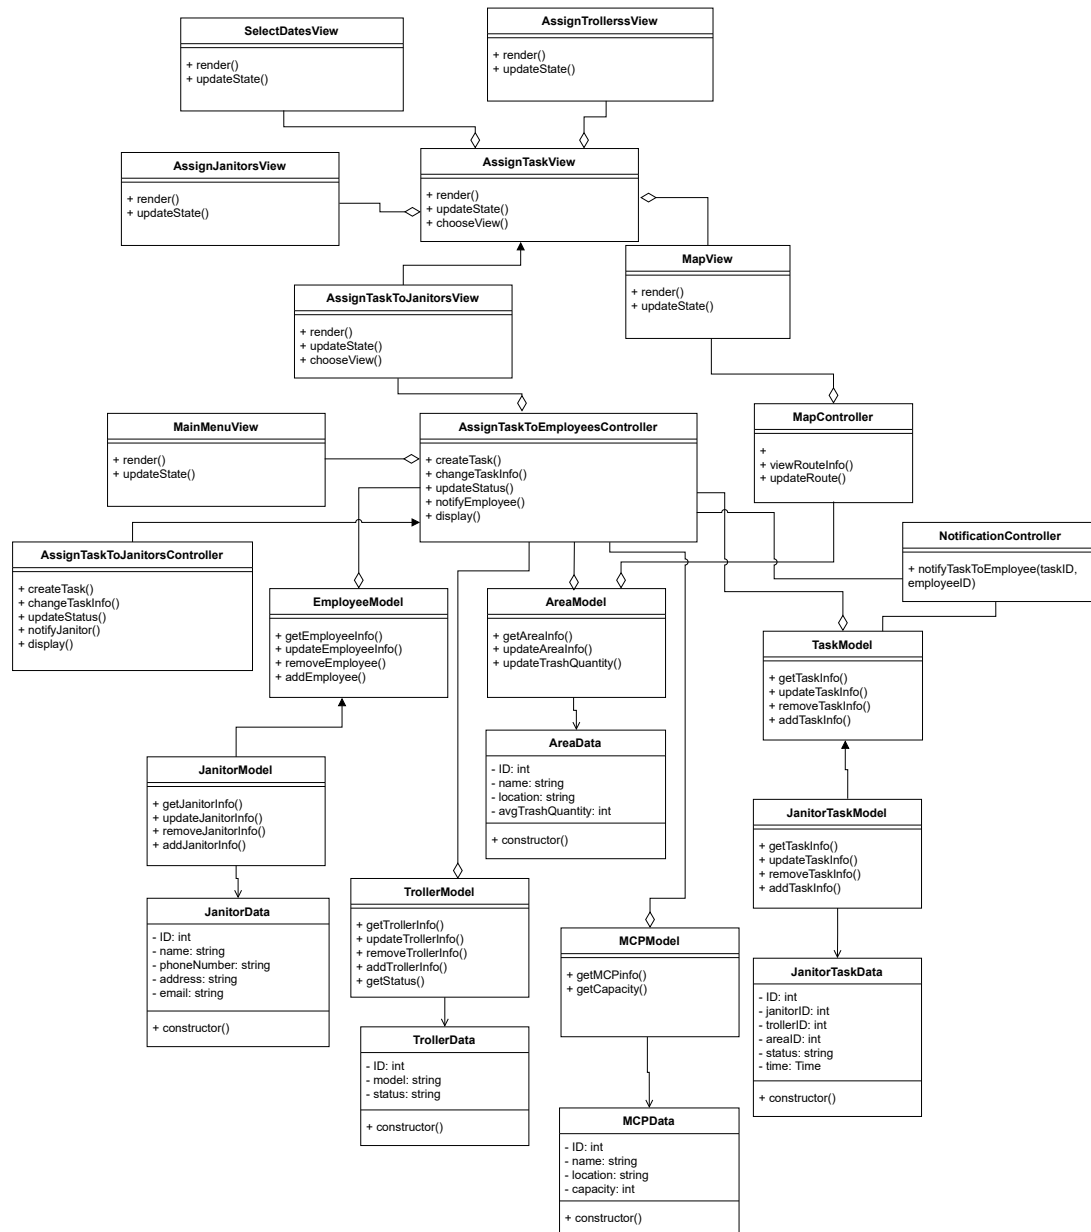 SelectDatesView
+ render()
+ updateState()
AssignTrollerssView
+ render()
+ updateState()
AssignJanitorsView
+ render()
+ updateState()
AssignTaskView
+ render()
+ updateState()
+ chooseView()
MapView
+ render()
+ updateState()
AssignTaskToJanitorsView
+ render()
+ updateState()
+ chooseView()
MainMenuView
+ render()
+ updateState()
AssignTaskToEmployeesController
+ createTask()
+ changeTaskInfo()
+ updateStatus()
+ notifyEmployee()
+ display()
MapController
+
+ viewRouteInfo()
+ updateRoute()
NotificationController
+ notifyTaskToEmployee(taskID,
employeeID)
AssignTaskToJanitorsController
+ createTask()
+ changeTaskInfo()
+ updateStatus()
+ notifyJanitor()
+ display()
EmployeeModel
+ getEmployeeInfo()
+ updateEmployeeInfo()
+ removeEmployee()
+ addEmployee()
AreaModel
+ getAreaInfo()
+ updateAreaInfo()
+ updateTrashQuantity()
TaskModel
+ getTaskInfo()
+ updateTaskInfo()
+ removeTaskInfo()
+ addTaskInfo()
AreaData
- ID: int
- name: string
- location: string
- avgTrashQuantity: int
+ constructor()
JanitorModel
+ getJanitorInfo()
+ updateJanitorInfo()
+ removeJanitorInfo()
+ addJanitorInfo()
JanitorTaskModel
+ getTaskInfo()
+ updateTaskInfo()
+ removeTaskInfo()
+ addTaskInfo()
JanitorData
- ID: int
- name: string
- phoneNumber: string
- address: string
- email: string
+ constructor()
TrollerModel
+ getTrollerInfo()
+ updateTrollerInfo()
+ removeTrollerInfo()
+ addTrollerInfo()
+ getStatus()
MCPModel
+ getMCPinfo()
+ getCapacity()
JanitorTaskData
- ID: int
- janitorID: int
- trollerID: int
- areaID: int
- status: string
- time: Time
+ constructor()
TrollerData
- ID: int
- model: string
- status: string
+ constructor()
MCPData
- ID: int
- name: string
- location: string
- capacity: int
+ constructor()